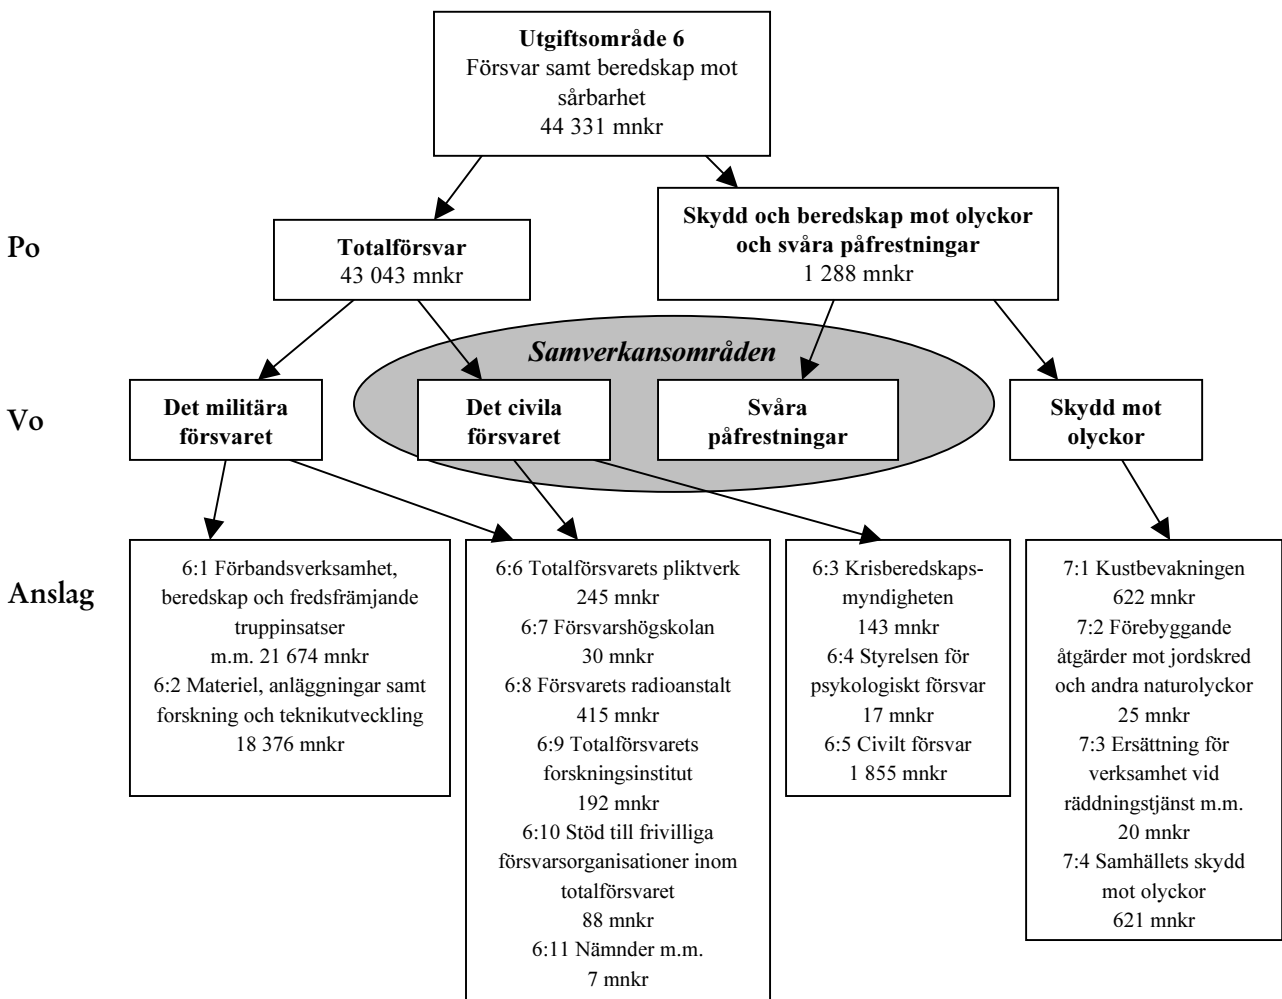 Utgiftsområde 6
Försvar samt beredskap mot
sårbarhet
44 331 mnkr
Po
Totalförsvar
43 043 mnkr
Skydd och beredskap mot olyckor
och svåra påfrestningar
1 288 mnkr
Samverkansområden
Vo
Det militära
försvaret
Det civila
försvaret
Svåra
påfrestningar
Skydd mot
olyckor
Anslag
6:1 Förbandsverksamhet,
beredskap och fredsfrämjande
truppinsatser
m.m. 21 674 mnkr
6:2 Materiel, anläggningar samt
forskning och teknikutveckling
18 376 mnkr
6:6 Totalförsvarets pliktverk
245 mnkr
6:7 Försvarshögskolan
30 mnkr
6:8 Försvarets radioanstalt
415 mnkr
6:9 Totalförsvarets
forskningsinstitut
192 mnkr
6:10 Stöd till frivilliga
försvarsorganisationer inom
totalförsvaret
88 mnkr
6:11 Nämnder m.m.
7 mnkr
6:3 Krisberedskaps-
myndigheten
143 mnkr
6:4 Styrelsen för
psykologiskt försvar
17 mnkr
6:5 Civilt försvar
1 855 mnkr
7:1 Kustbevakningen
622 mnkr
7:2 Förebyggande
åtgärder mot jordskred
och andra naturolyckor
25 mnkr
7:3 Ersättning för
verksamhet vid
räddningstjänst m.m.
20 mnkr
7:4 Samhällets skydd
mot olyckor
621 mnkr